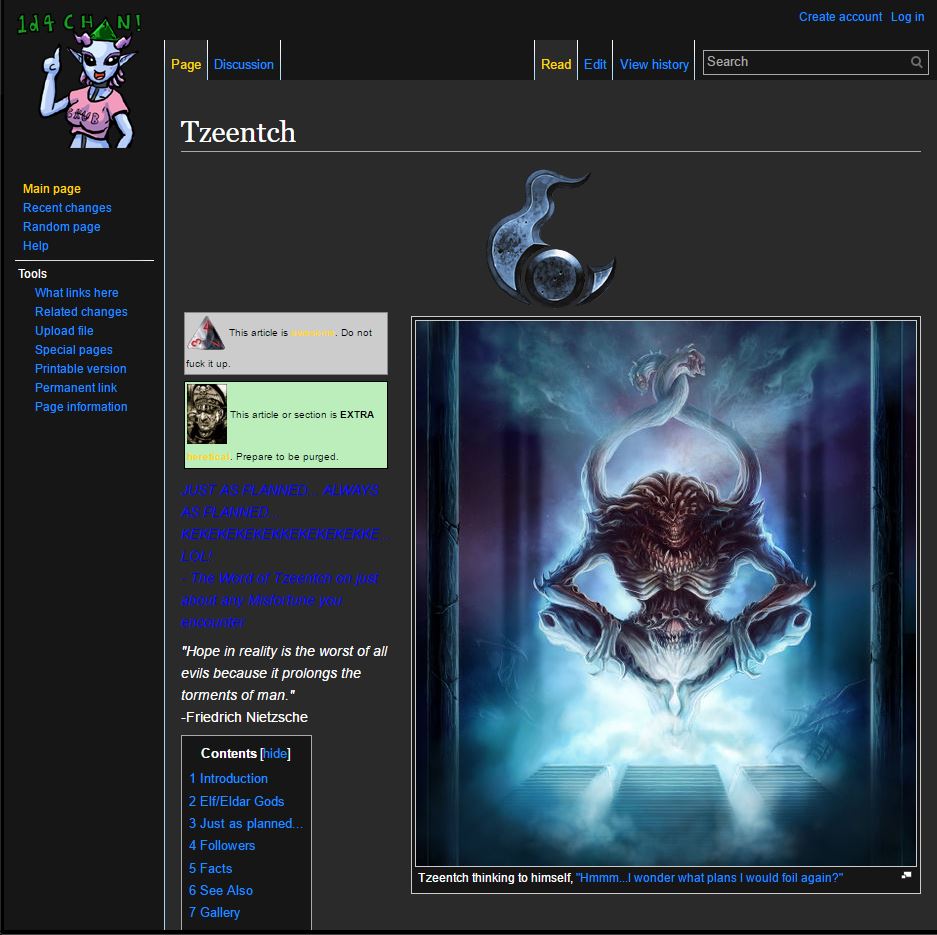 1d4 CHAN!
SKUB
Create account Log in
Page Discussion Read Edit View history Search
Tzeentch
Main page
Recent changes
Random page
Help
Tools
What links here
Related changes
Upload file
Special pages
Printable version
Permanent link
Page information
This article is awesome. Do not
fuck it up.
This article or section is EXTRA
heretical. Prepare to be purged.
JUST AS PLANNED... ALWAYS
AS PLANNED...
KEKEKEKEKEKKEKEKEKEKKE...
LOL!
- The Word of Tzeentch on just
about any Misfortune you
encounter
"Hope in reality is the worst of all
evils because it prolongs the
torments of man."
-Friedrich Nietzsche
Contents [hide]
1 Introduction
2 Elf/Eldar Gods
3 Just as planned...
4 Followers
5 Facts
6 See Also
7 Gallery
Tzeentch thinking to himself, "Hmmm...I wonder what plans I would foil again?"